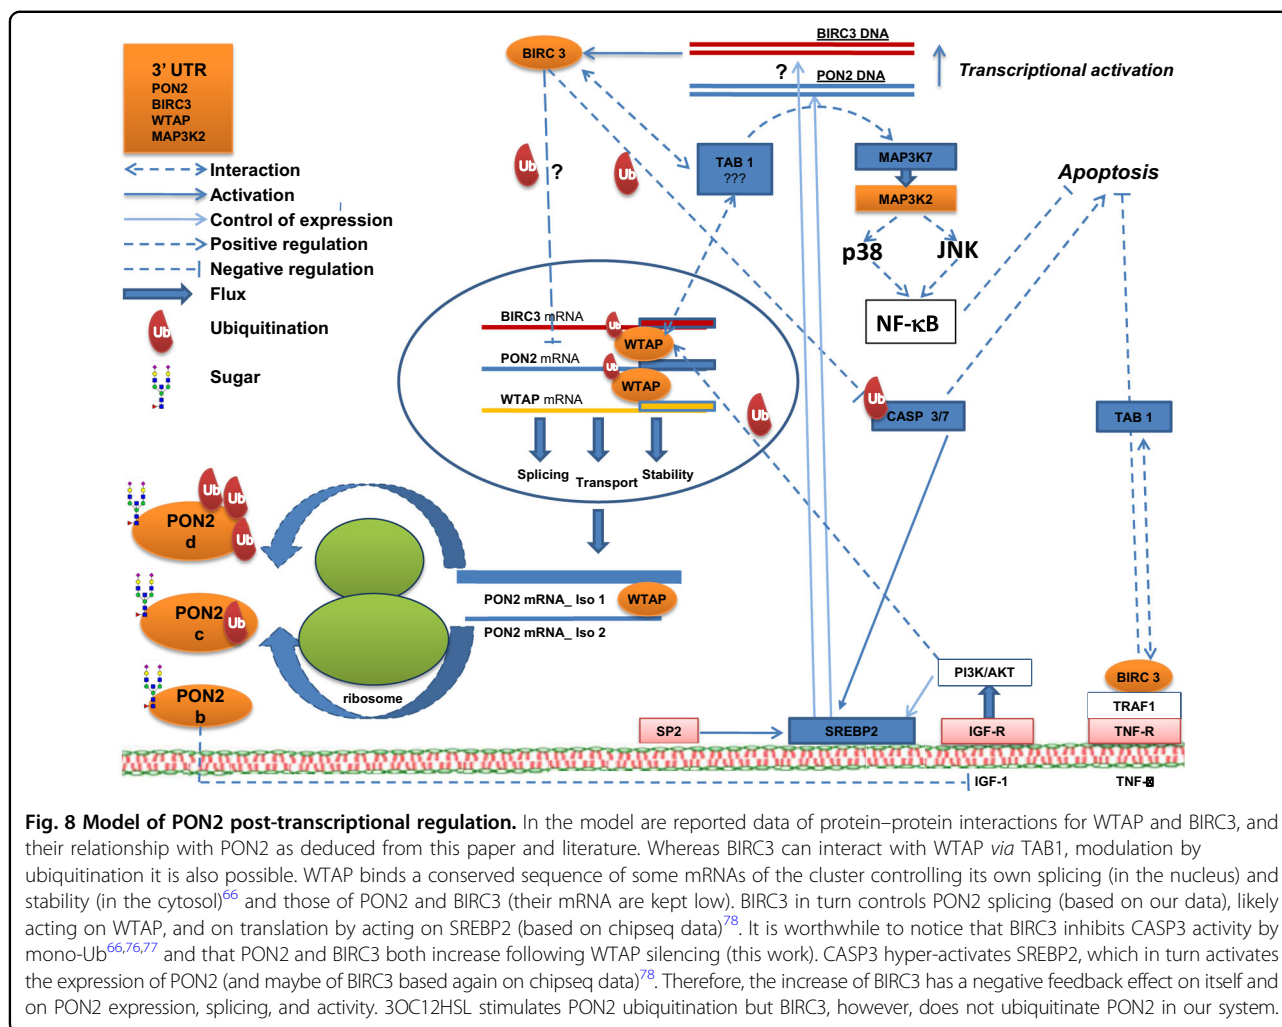 BIRC3 DNA
BIRC 3
?
PON2 DNA
Transcriptional activation
3' UTR
PON2
BIRC3
WTAP
MAP3K2
Interaction
Activation
Control of expression
Positive regulation
Negative regulation
Flux
Ub
Ubiquitination
Sugar
Ub
?
Ub
TAB 1
???
MAP3K7
MAP3K2
p38
JNK
NF-κB
Apoptosis
BIRC3 mRNA
Ub
WTAP
PON2 mRNA
Ub
WTAP
WTAP mRNA
Splicing
Transport
Stability
Ub
Ub
CASP 3/7
TAB 1
PON2
d
Ub
Ub
Ub
PON2
c
Ub
PON2
b
ribosome
PON2 mRNA_ Iso 1
WTAP
PON2 mRNA_ Iso 2
PI3K/AKT
BIRC 3
TRAF1
SP2
SREBP2
IGF-R
TNF-R
IGF-1
TNF-
Fig. 8 Model of PON2 post-transcriptional regulation. In the model are reported data of protein–protein interactions for WTAP and BIRC3, and
their relationship with PON2 as deduced from this paper and literature. Whereas BIRC3 can interact with WTAP via TAB1, modulation by
ubiquitination it is also possible. WTAP binds a conserved sequence of some mRNAs of the cluster controlling its own splicing (in the nucleus) and
stability (in the cytosol)66 and those of PON2 and BIRC3 (their mRNA are kept low). BIRC3 in turn controls PON2 splicing (based on our data), likely
acting on WTAP, and on translation by acting on SREBP2 (based on chipseq data)78. It is worthwhile to notice that BIRC3 inhibits CASP3 activity by
mono-Ub66,76,77 and that PON2 and BIRC3 both increase following WTAP silencing (this work). CASP3 hyper-activates SREBP2, which in turn activates
the expression of PON2 (and maybe of BIRC3 based again on chipseq data)78. Therefore, the increase of BIRC3 has a negative feedback effect on itself and
on PON2 expression, splicing, and activity. 3OC12HSL stimulates PON2 ubiquitination but BIRC3, however, does not ubiquitinate PON2 in our system.